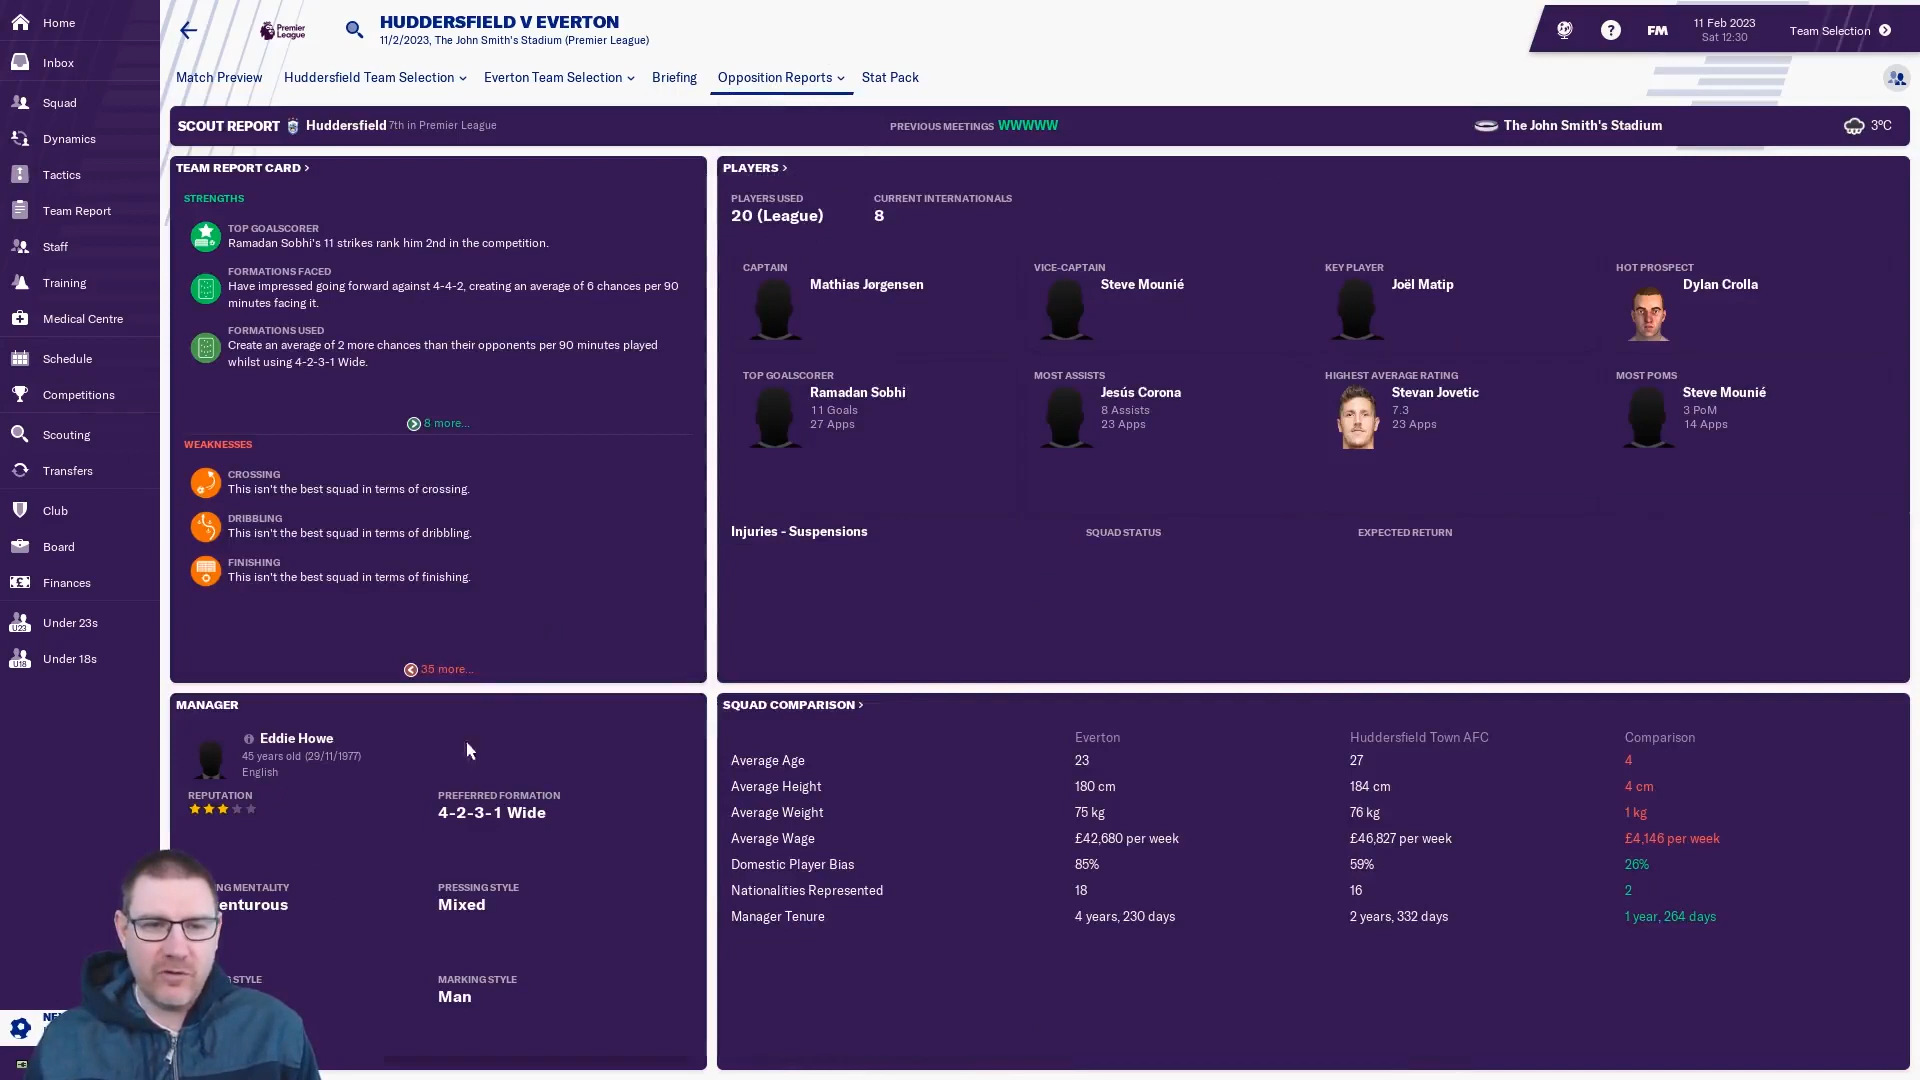 Home
Inbox
Squad
Dynamics
Tactics
Team Report
Staff
Training
Medical Centre
Schedule
Competitions
Scouting
Transfers
Club
Board
Finances
U23 Under 23s
U18 Under 18s
Premier League
HUDDERSFIELD V EVERTON
11/2/2023, The John Smith's Stadium (Premier League)
FM
11 Feb 2023
Sat 12:30
Team Selection
Match Preview Huddersfield Team Selection Everton Team Selection Briefing Opposition Reports Stat Pack
SCOUT REPORT Huddersfield 7th in Premier League PREVIOUS MEETINGS WWWWW The John Smith's Stadium 3°C
TEAM REPORT CARD >
STRENGTHS
TOP GOALSCORER
Ramadan Sobhi's 11 strikes rank him 2nd in the competition.
FORMATIONS FACED
Have impressed going forward against 4-4-2, creating an average of 6 chances per 90
minutes facing it.
FORMATIONS USED
Create an average of 2 more chances than their opponents per 90 minutes played
whilst using 4-2-3-1 Wide.
8 more...
WEAKNESSES
CROSSING
This isn't the best squad in terms of crossing.
DRIBBLING
This isn't the best squad in terms of dribbling.
FINISHING
This isn't the best squad in terms of finishing.
35 more...
PLAYERS >
PLAYERS USED CURRENT INTERNATIONALS
20 (League) 8
CAPTAIN
Mathias Jørgensen
VICE-CAPTAIN
Steve Mounié
KEY PLAYER
Joël Matip
HOT PROSPECT
Dylan Crolla
TOP GOALSCORER
Ramadan Sobhi
11 Goals
27 Apps
MOST ASSISTS
Jesús Corona
8 Assists
23 Apps
HIGHEST AVERAGE RATING
Stevan Jovetic
7.3
23 Apps
MOST POMS
Steve Mounié
3 PoM
14 Apps
Injuries - Suspensions SQUAD STATUS EXPECTED RETURN
MANAGER
Eddie Howe
45 years old (29/11/1977)
English
REPUTATION
PREFERRED FORMATION
4-2-3-1 Wide
NG MENTALITY
enturous
PRESSING STYLE
Mixed
STYLE
MARKING STYLE
Man
SQUAD COMPARISON >
Everton Huddersfield Town AFC Comparison
Average Age 23 27 4
Average Height 180 cm 184 cm 4 cm
Average Weight 75 kg 76 kg 1 kg
Average Wage £42,680 per week £46,827 per week £4,146 per week
Domestic Player Bias 85% 59% 26%
Nationalities Represented 18 16 2
Manager Tenure 4 years, 230 days 2 years, 332 days 1 year, 264 days